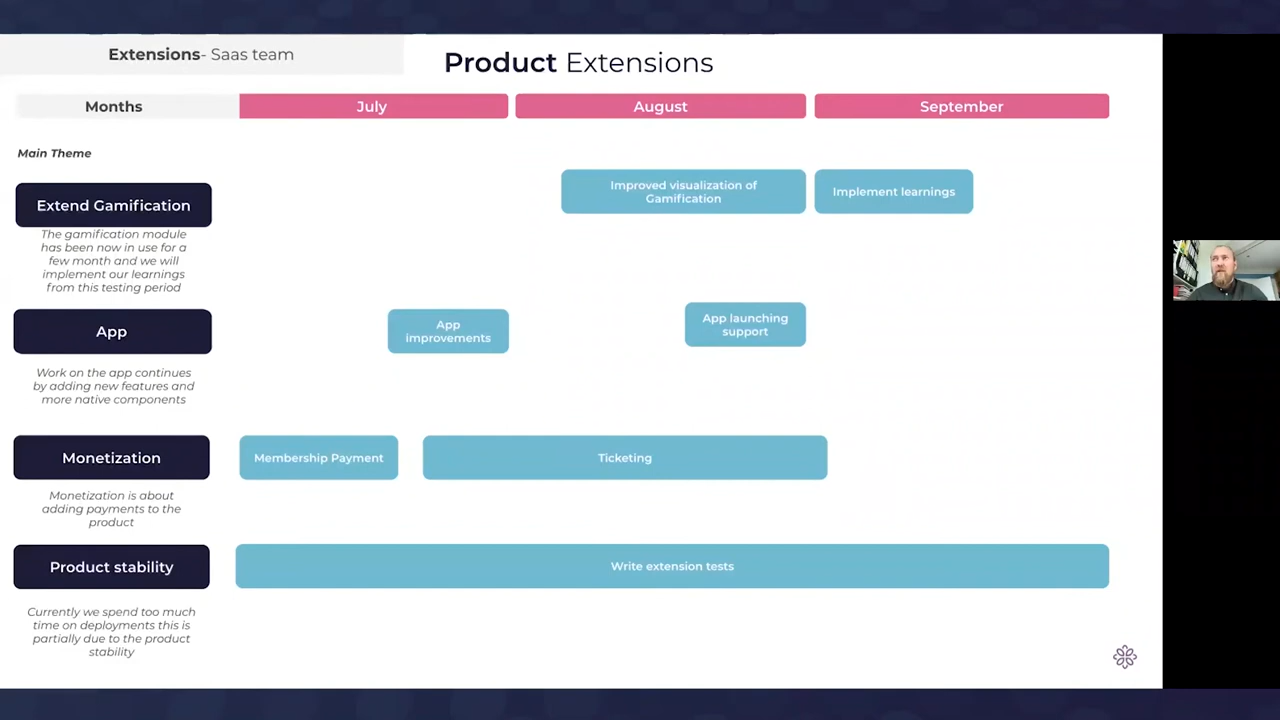 Extensions- Saas team
Product Extensions
Months
July
August
September
Main Theme
Extend Gamification
The gamification module
has been now in use for a
few month and we will
implement our learnings
from this testing period
Improved visualization of
Gamification
Implement learnings
App
Work on the app continues
by adding new features and
more native components
App
improvements
App launching
support
Monetization
Monetization is about
adding payments to the
product
Membership Payment
Ticketing
Product stability
Currently we spend too much
time on deployments this is
partially due to the product
stability
Write extension tests